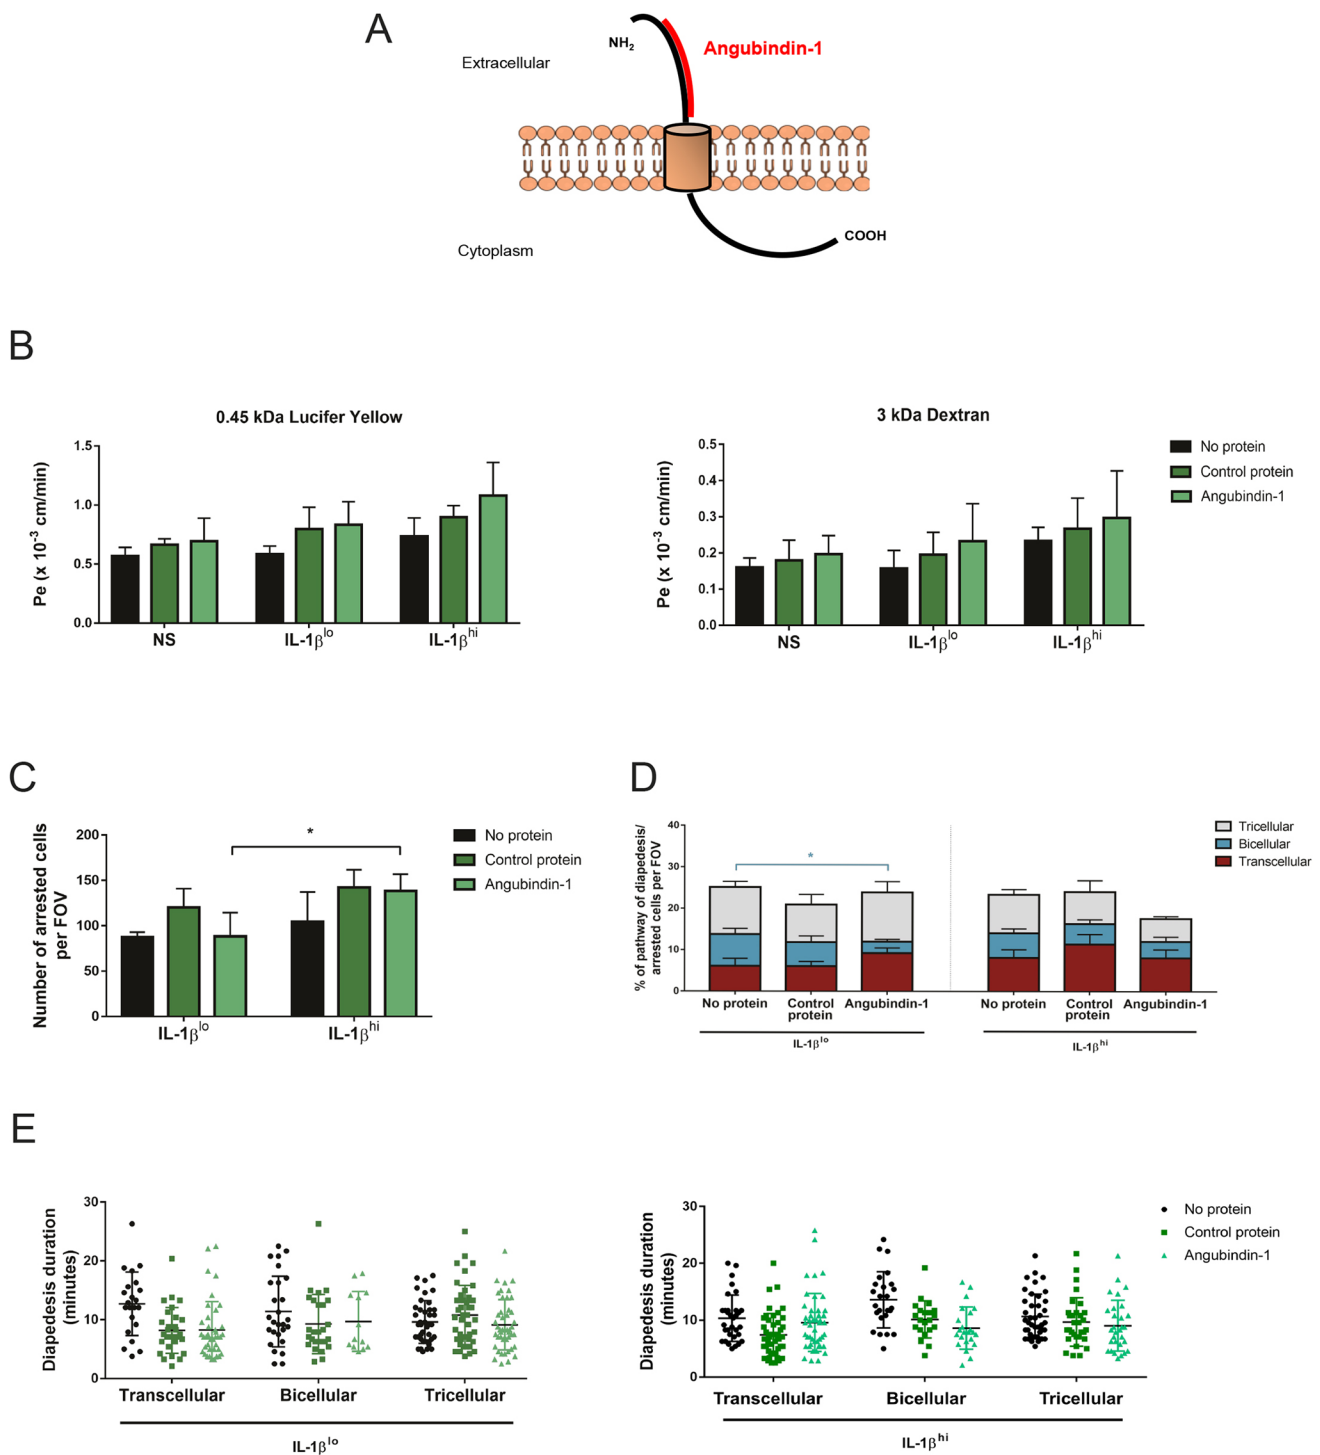 A
NH2
Angubindin-1
Extracellular
Cytoplasm
COOH
B
0.45 kDa Lucifer Yellow
Pe (x 10-3 cm/min)
1.5
1.0
0.5
0.0
NS
IL-1βlo
IL-1βhi
3 kDa Dextran
Pe (x 10-3 cm/min)
0.5
0.4
0.3
0.2
0.1
0.0
NS
IL-1βlo
IL-1βhi
No protein
Control protein
Angubindin-1
C
Number of arrested cells
per FOV
200
150
100
50
0
*
IL-1βlo
IL-1βhi
No protein
Control protein
Angubindin-1
D
% of pathway of diapedesis/
arrested cells per FOV
40
30
20
10
0
*
No protein
Control
protein
Angubindin-1
IL-1βlo
No protein
Control
protein
Angubindin-1
IL-1βhi
Tricellular
Bicellular
Transcellular
E
Diapedesis duration
(minutes)
30
20
10
0
Transcellular
Bicellular
Tricellular
IL-1βlo
Diapedesis duration
(minutes)
30
20
10
0
Transcellular
Bicellular
Tricellular
IL-1βhi
No protein
Control protein
Angubindin-1